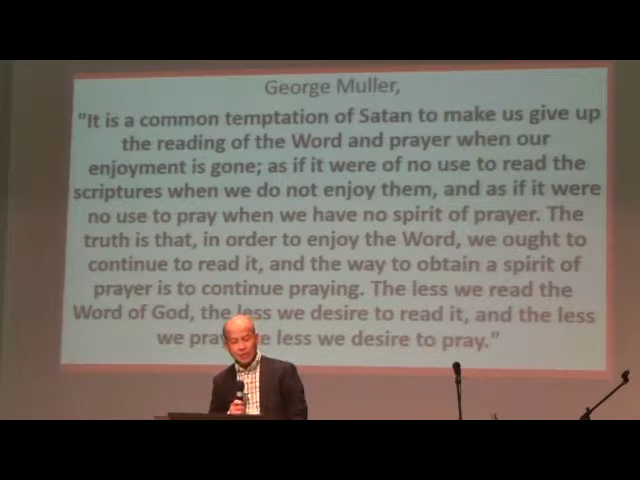 George Muller,
"It is a common temptation of Satan to make us give up
the reading of the Word and prayer when our
enjoyment is gone; as if it were of no use to read the
scriptures when we do not enjoy them, and as if it were
no use to pray when we have no spirit of prayer. The
truth is that, in order to enjoy the Word, we ought to
continue to read it, and the way to obtain a spirit of
prayer is to continue praying. The less we read the
Word of God, the less we desire to read it, and the less
we pray less we desire to pray."